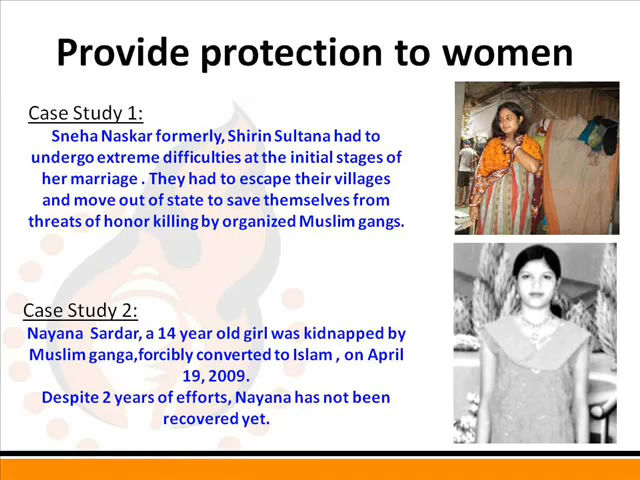 Provide protection to women
Case Study 1:
Sneha Naskar formerly, Shirin Sultana had to
undergo extreme difficulties at the initial stages of
her marriage . They had to escape their villages
and move out of state to save themselves from
threats of honor killing by organized Muslim gangs.
Case Study 2:
Nayana Sardar, a 14 year old girl was kidnapped by
Muslim ganga,forcibly converted to Islam , on April
19, 2009.
Despite 2 years of efforts, Nayana has not been
recovered yet.